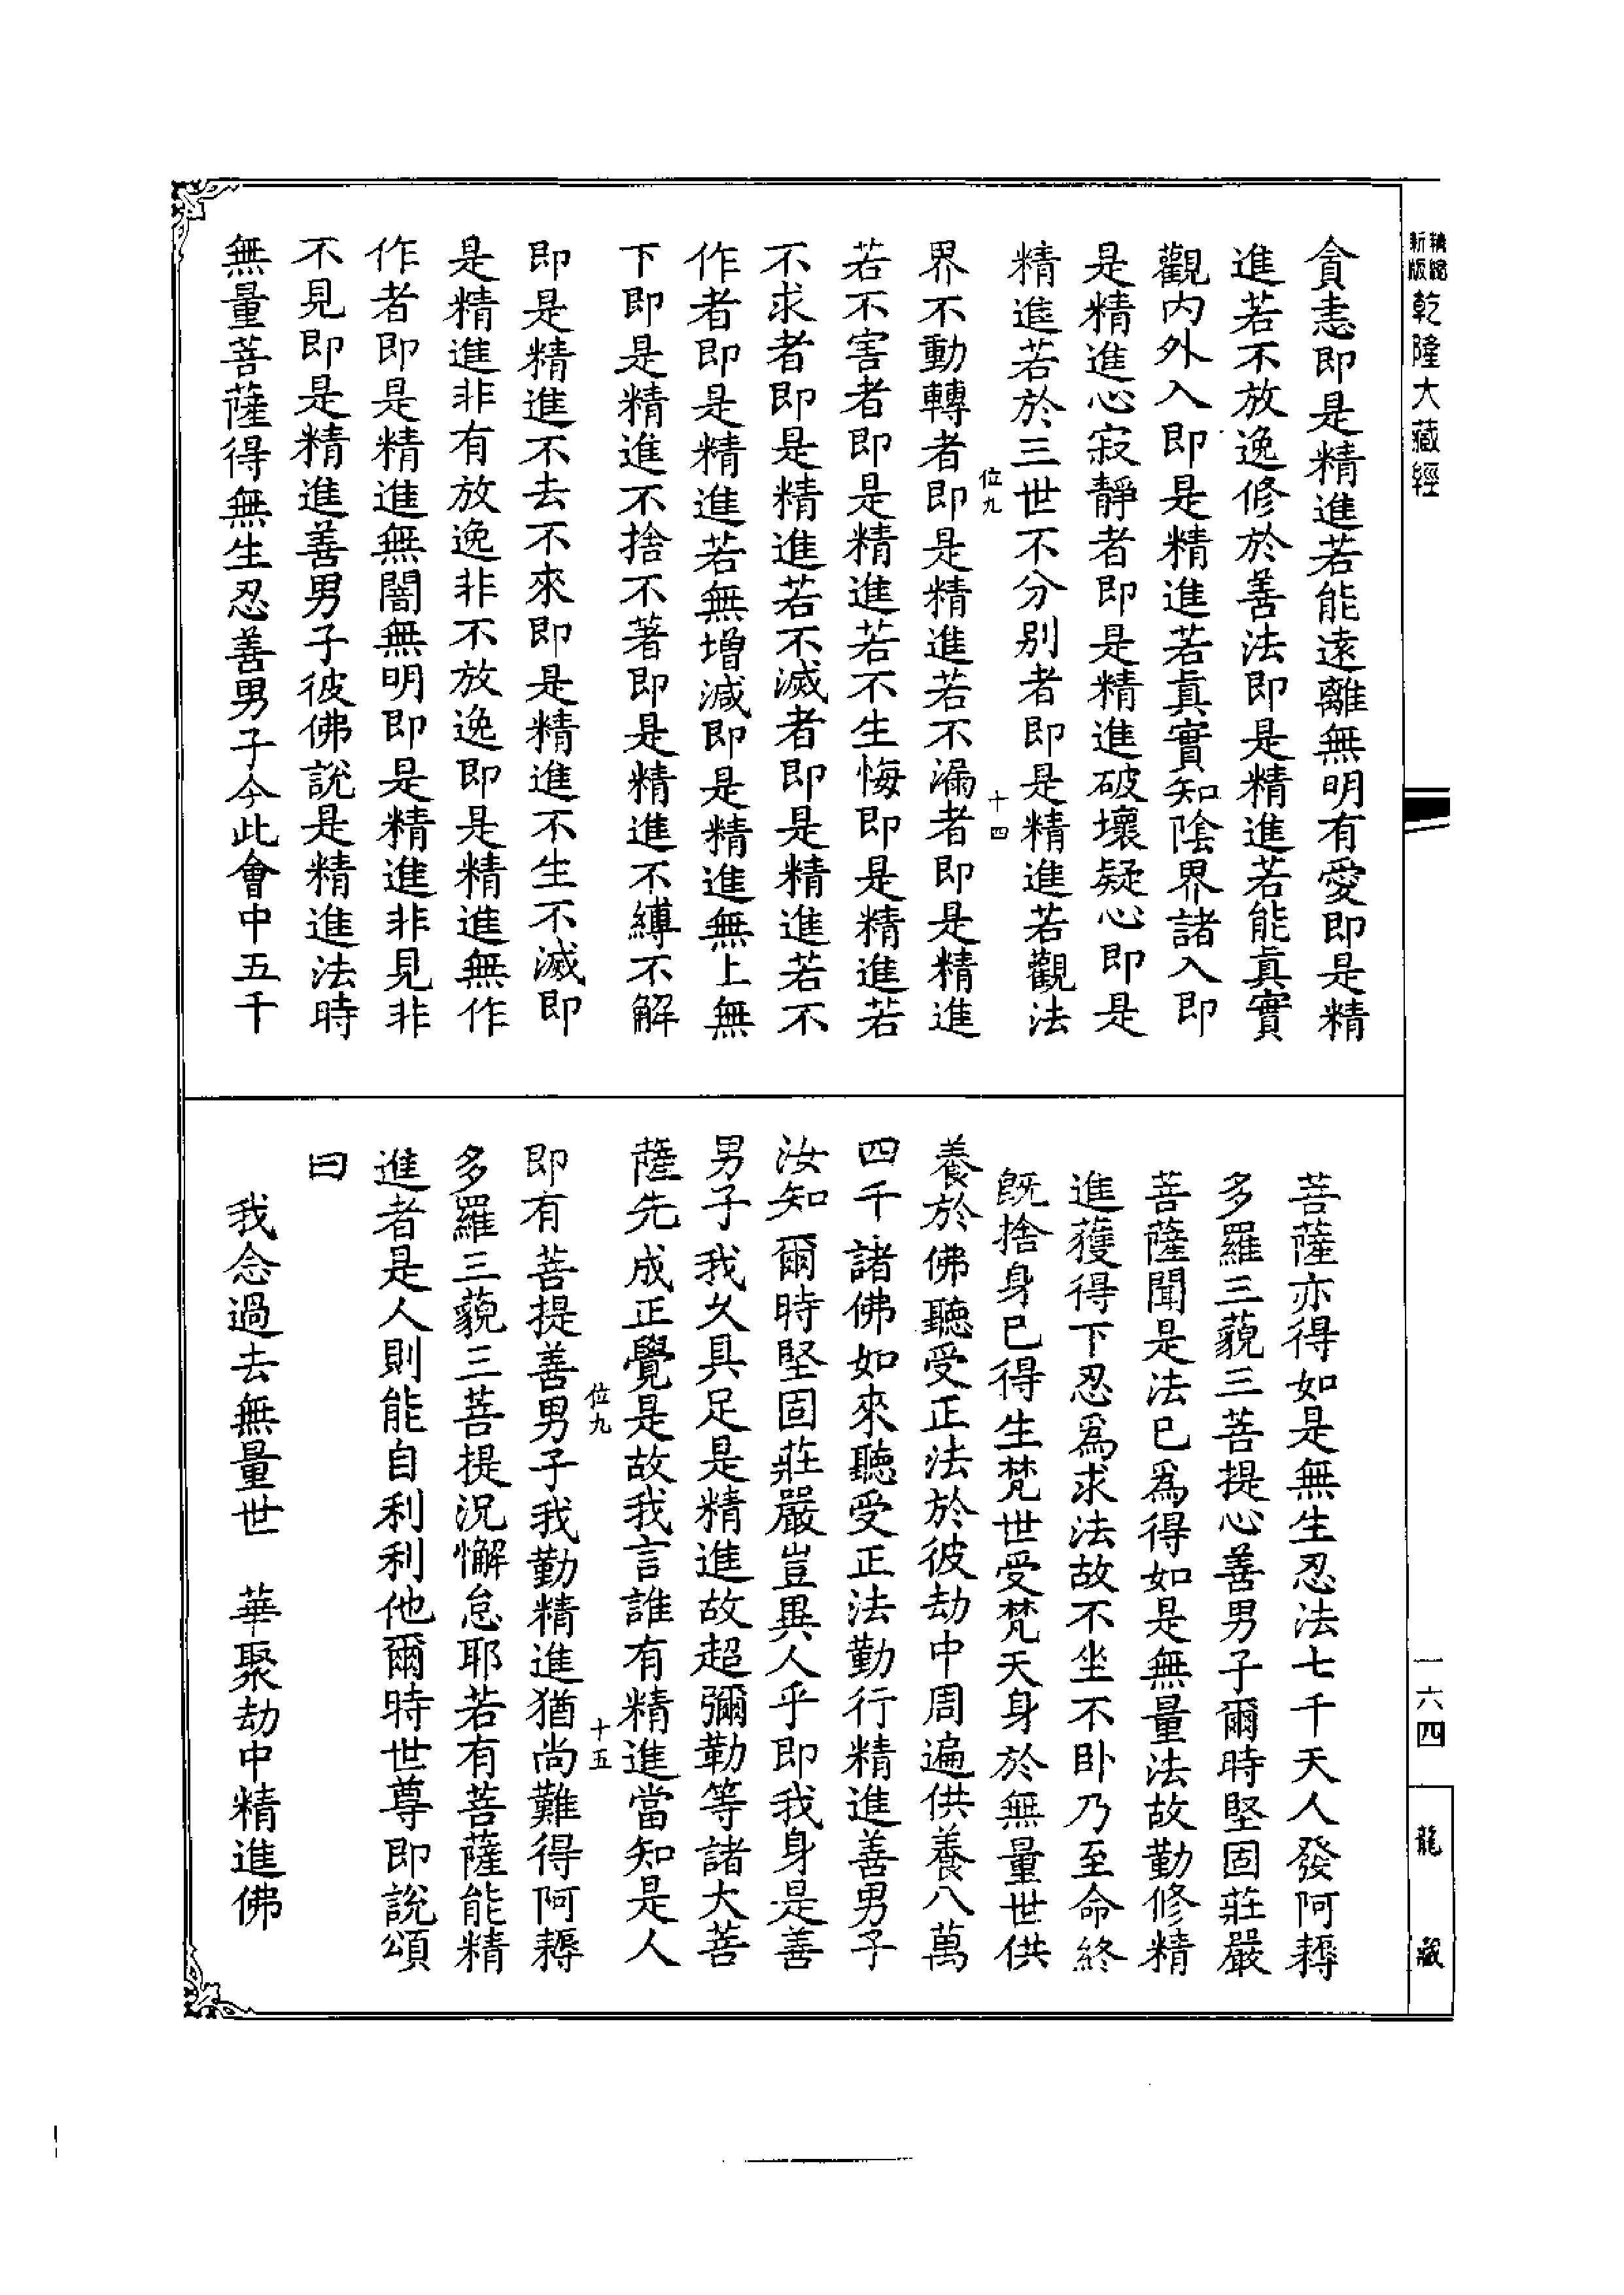 新版精縮乾隆大藏經
貪恚即是精進若能遠離無明有愛即是精
進若不放逸修於善法即是精進若能眞實
觀内外入即是精進若眞實知陰界諸入即
是精進心寂靜者即是精進破壞疑心即是
精進若於三世不分别者即是精進若觀法
位九
十四
界不動轉者即是精進若不漏者即是精進
若不害者即是精進若不生悔即是精進若
不求者即是精進若不滅者即是精進若不
作者即是精進若無增減即是精進無上無
下即是精進不捨不著即是精進不縛不解
即是精進不去不來即是精進不生不滅即
是精進非有放逸非不放逸即是精進無作
作者即是精進無闇無明即是精進非見非
不見即是精進善男子彼佛說是精進法時
無量菩薩得無生忍善男子今此會中五千
菩薩亦得如是無生忍法七千天人發阿耨
多羅三藐三菩提心善男子爾時堅固莊嚴
菩薩聞是法已爲得如是無量法故勤修精
進獲得下忍爲求法故不坐不卧乃至命終
既捨身已得生梵世受梵天身於無量世供
養於佛聽受正法於彼劫中周遍供養八萬
四千諸佛如來聽受正法勤行精進善男子
汝知爾時堅固莊嚴豈異人乎即我身是善
男子我久具足是精進故超彌勒等諸大菩
薩先成正覺是故我言誰有精進當知是人
位九
十五
即有菩提善男子我勤精進猶尚難得阿耨
多羅三藐三菩提況懈怠耶若有菩薩能精
進者是人則能自利利他爾時世尊即說頌
曰
我念過去無量世　華聚劫中精進佛
一六四
龍藏